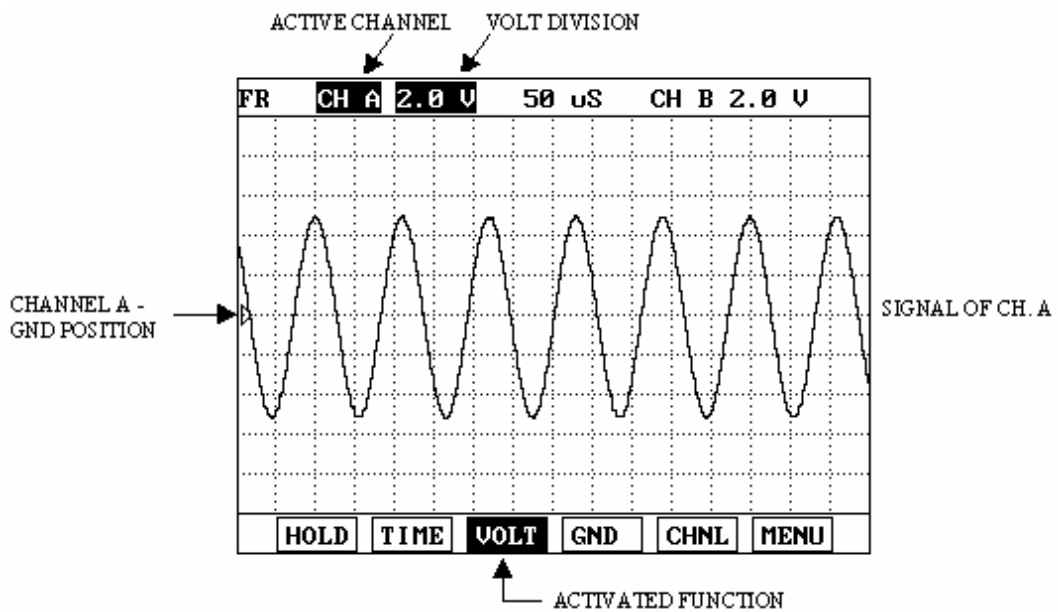 ACTIVE CHANNEL VOLT DIVISION
FR CH A 2.0 V 50 uS CH B 2.0 V
CHANNEL A -
GND POSITION
SIGNAL OF CH. A
HOLD TIME VOLT GND CHNL MENU
ACTIVATED FUNCTION